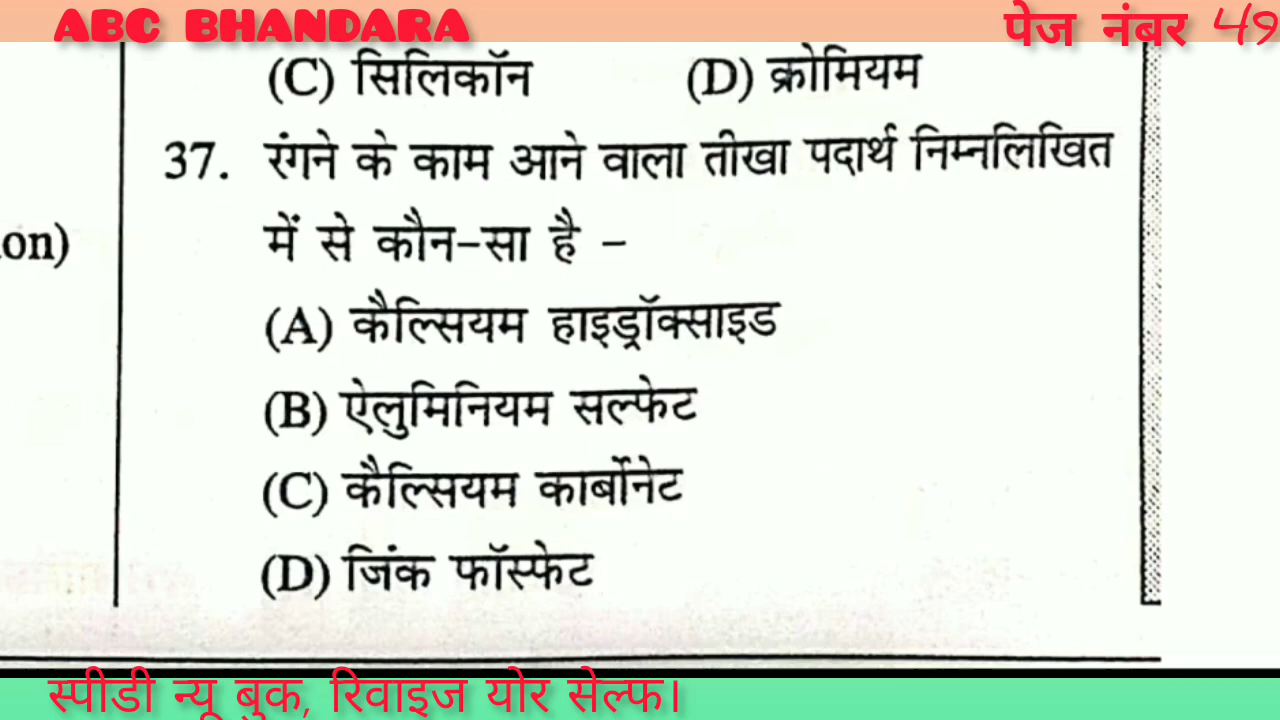 ABC BHANDARA
पेज नंबर 49
(C) सिलिकॉन (D) क्रोमियम
37. रंगने के काम आने वाला तीखा पदार्थ निम्नलिखित
में से कौन-सा है -
on)
(A) कैल्सियम हाइड्रॉक्साइड
(B) ऐलुमिनियम सल्फेट
(C) कैल्सियम कार्बोनेट
(D) जिंक फॉस्फेट
स्पीडी न्यू बुक, रिवाइज योर सेल्फ।